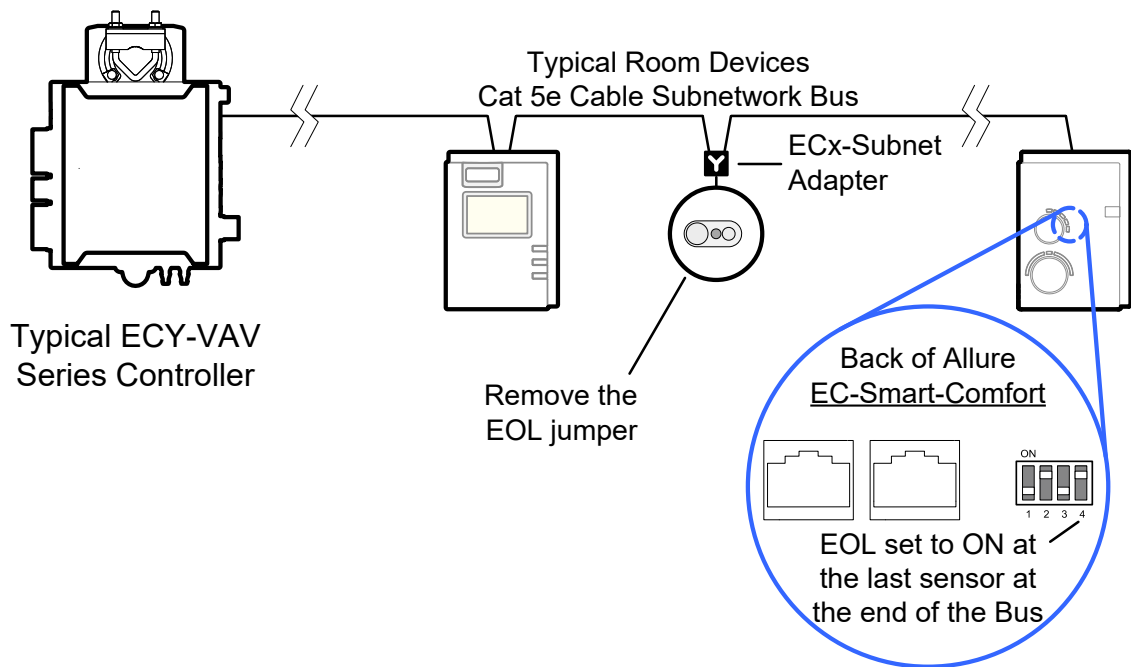 Typical Room Devices
Cat 5e Cable Subnetwork Bus
ECx-Subnet
Adapter
Typical ECY-VAV
Series Controller
Remove the
EOL jumper
Back of Allure
EC-Smart-Comfort
ON
1 2 3 4
EOL set to ON at
the last sensor at
the end of the Bus